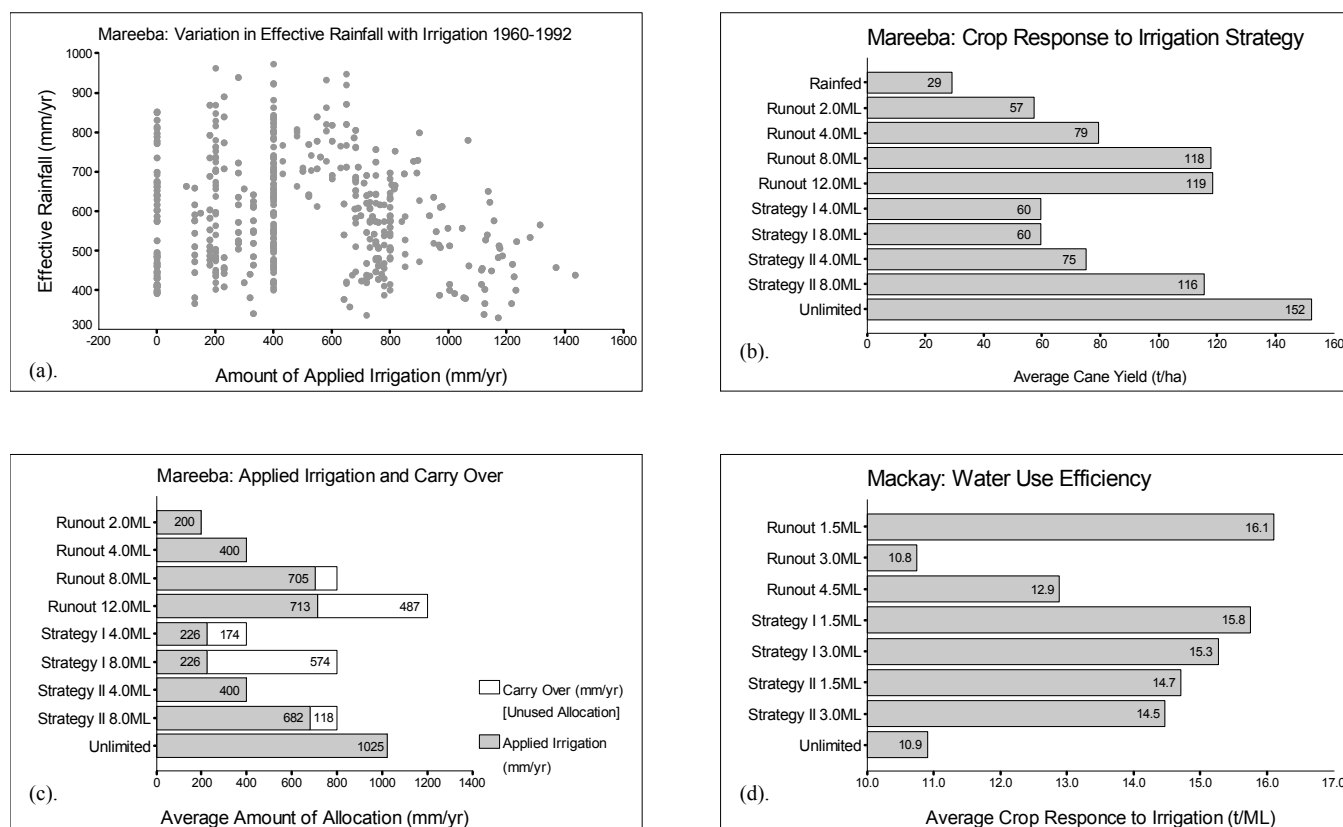 Mareeba: Variation in Effective Rainfall with Irrigation 1960-1992
Effective Rainfall (mm/yr)
1000
900
800
700
600
500
400
300
-200 0 200 400 600 800 1000 1200 1400 1600
(a). Amount of Applied Irrigation (mm/yr)
Mareeba: Crop Response to Irrigation Strategy
Rainfed 29
Runout 2.0ML 57
Runout 4.0ML 79
Runout 8.0ML 118
Runout 12.0ML 119
Strategy I 4.0ML 60
Strategy I 8.0ML 60
Strategy II 4.0ML 75
Strategy II 8.0ML 116
Unlimited 152
0 20 40 60 80 100 120 140 160
(b). Average Cane Yield (t/ha)
Mareeba: Applied Irrigation and Carry Over
Runout 2.0ML 200
Runout 4.0ML 400
Runout 8.0ML 705
Runout 12.0ML 713 487
Strategy I 4.0ML 226 174
Strategy I 8.0ML 226 574
Strategy II 4.0ML 400
Strategy II 8.0ML 682 118
Unlimited 1025
Carry Over (mm/yr)
[Unused Allocation]
Applied Irrigation
(mm/yr)
0 200 400 600 800 1000 1200
(c). Average Amount of Allocation (mm/yr)
Mackay: Water Use Efficiency
Runout 1.5ML 16.1
Runout 3.0ML 10.8
Runout 4.5ML 12.9
Strategy I 1.5ML 15.8
Strategy I 3.0ML 15.3
Strategy II 1.5ML 14.7
Strategy II 3.0ML 14.5
Unlimited 10.9
10.0 11.0 12.0 13.0 14.0 15.0 16.0 17.0
(d). Average Crop Responce to Irrigation (t/ML)